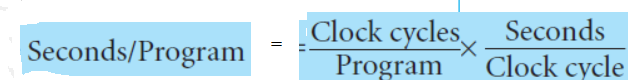 Seconds/Program = = Clock cycles/Program × Seconds/Clock cycle